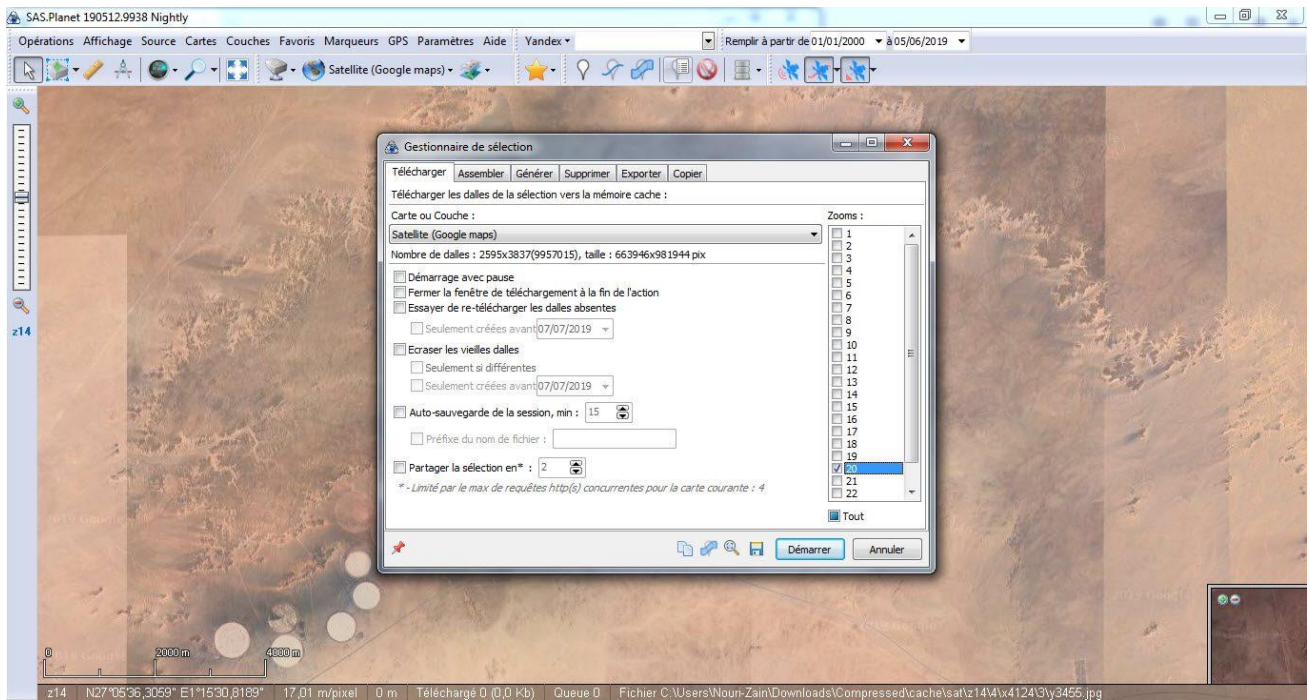 SAS.Planet 190512.9938 Nightly
Opérations Affichage Source Cartes Couches Favoris Marqueurs GPS Paramètres Aide Yandex Remplir à partir de 01/01/2000 à 05/06/2019
Satellite (Google maps)
Gestionnaire de sélection
Télécharger Assembler Générer Supprimer Exporter Copier
Télécharger les dalles de la sélection vers la mémoire cache :
Carte ou Couche :
Zooms :
Satellite (Google maps)
Nombre de dalles : 2595x3837(9957015), taille : 663946x981944 pix
Démarrage avec pause
Fermer la fenêtre de téléchargement à la fin de l'action
Essayer de re-télécharger les dalles absentes
Seulement créées avant 07/07/2019
Ecraser les vieilles dalles
Seulement si différentes
Seulement créées avant 07/07/2019
Auto-sauvegarde de la session, min : 15
Préfixe du nom de fichier :
Partager la sélection en* : 2
* - Limité par le max de requêtes http(s) concurrentes pour la carte courante : 4
1
2
3
4
5
6
7
8
9
10
11
12
13
14
15
16
17
18
19
20
21
22
Tout
Démarrer Annuler
z14
2019 Google
0 2000 m 4000 m
z14 N27°05'36,3059" E1°15'30,8189" 17,01 m/pixel 0 m Téléchargé 0 (0,0 Kb) Queue 0 Fichier C:\Users\Nouri-Zain\Downloads\Compressed\cache\sat\z14\4\x4124\3\y3455.jpg